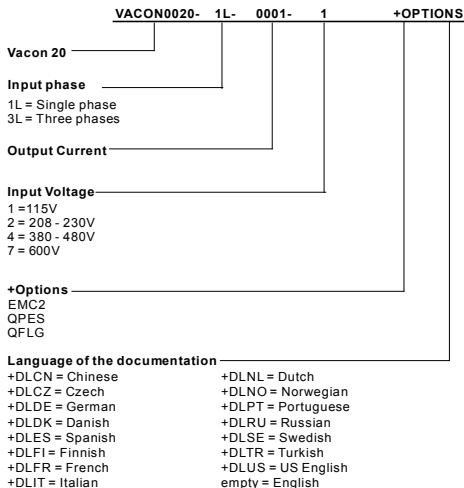 VACON0020- 1L- 0001- 1 +OPTIONS
Vacon 20
Input phase
1L = Single phase
3L = Three phases
Output Current
Input Voltage
1 =115V
2 = 208 - 230V
4 = 380 - 480V
7 = 600V
+Options
EMC2
QPES
QFLG
Language of the documentation
+DLCN = Chinese +DLNL = Dutch
+DLCZ = Czech +DLNO = Norwegian
+DLDE = German +DLPT = Portuguese
+DLDK = Danish +DLRU = Russian
+DLES = Spanish +DLSE = Swedish
+DLFI = Finnish +DLTR = Turkish
+DLFR = French +DLUS = US English
+DLIT = Italian empty = English